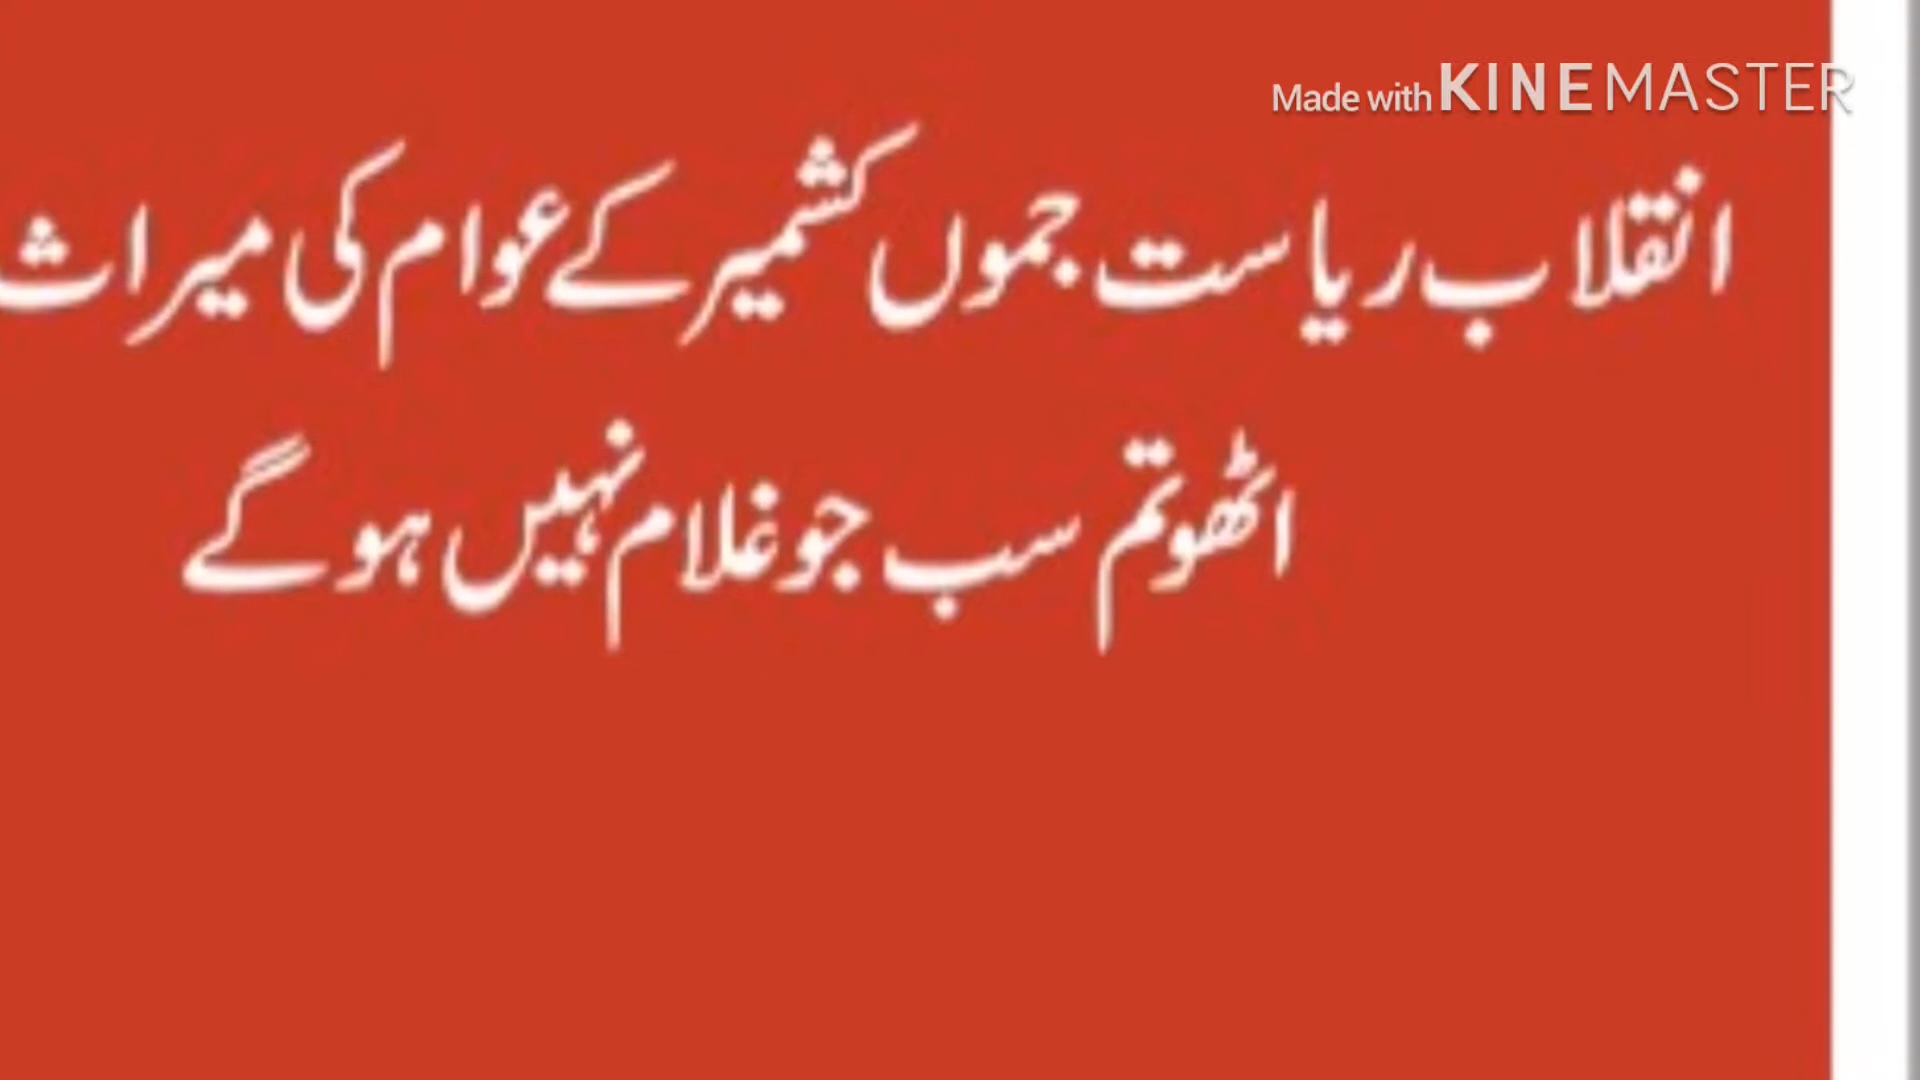 Made with KINEMASTER
انقلاب ریاست جموں کشمیر کے عوام کی میراث
اٹھو تم سب جو غلام نہیں ہو گے